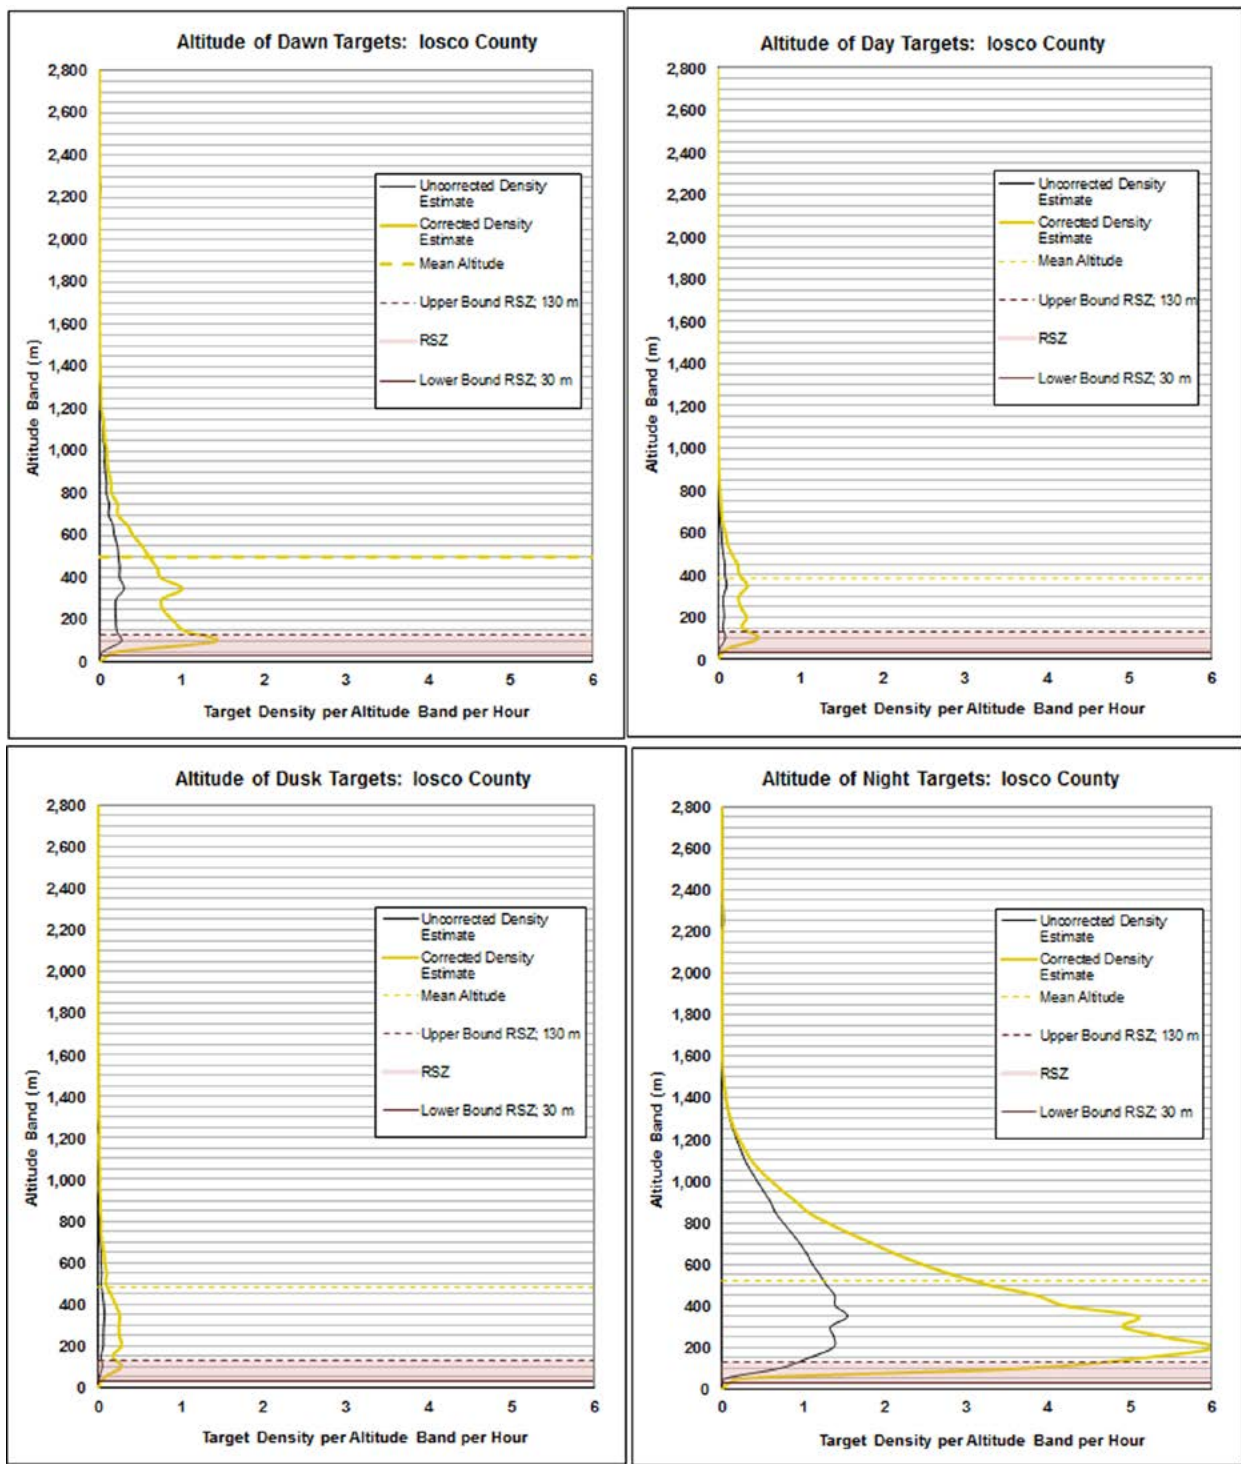 Altitude of Dawn Targets: Iosco County
2,800
2,600
2,400
2,200
2,000
1,800
1,600
1,400
1,200
1,000
800
600
400
200
0
Altitude Band (m)
Uncorrected Density
Estimate
Corrected Density
Estimate
Mean Altitude
Upper Bound RSZ; 130 m
RSZ
Lower Bound RSZ; 30 m
0 1 2 3 4 5 6
Target Density per Altitude Band per Hour
Altitude of Day Targets: Iosco County
2,800
2,600
2,400
2,200
2,000
1,800
1,600
1,400
1,200
1,000
800
600
400
200
0
Altitude Band (m)
Uncorrected Density
Estimate
Corrected Density
Estimate
Mean Altitude
Upper Bound RSZ; 130 m
RSZ
Lower Bound RSZ; 30 m
0 1 2 3 4 5 6
Target Density per Altitude Band per Hour
Altitude of Dusk Targets: Iosco County
2,800
2,600
2,400
2,200
2,000
1,800
1,600
1,400
1,200
1,000
800
600
400
200
0
Altitude Band (m)
Uncorrected Density
Estimate
Corrected Density
Estimate
Mean Altitude
Upper Bound RSZ; 130 m
RSZ
Lower Bound RSZ; 30 m
0 1 2 3 4 5 6
Target Density per Altitude Band per Hour
Altitude of Night Targets: Iosco County
2,800
2,600
2,400
2,200
2,000
1,800
1,600
1,400
1,200
1,000
800
600
400
200
0
Altitude Band (m)
Uncorrected Density
Estimate
Corrected Density
Estimate
Mean Altitude
Upper Bound RSZ; 130 m
RSZ
Lower Bound RSZ; 30 m
0 1 2 3 4 5 6
Target Density per Altitude Band per Hour